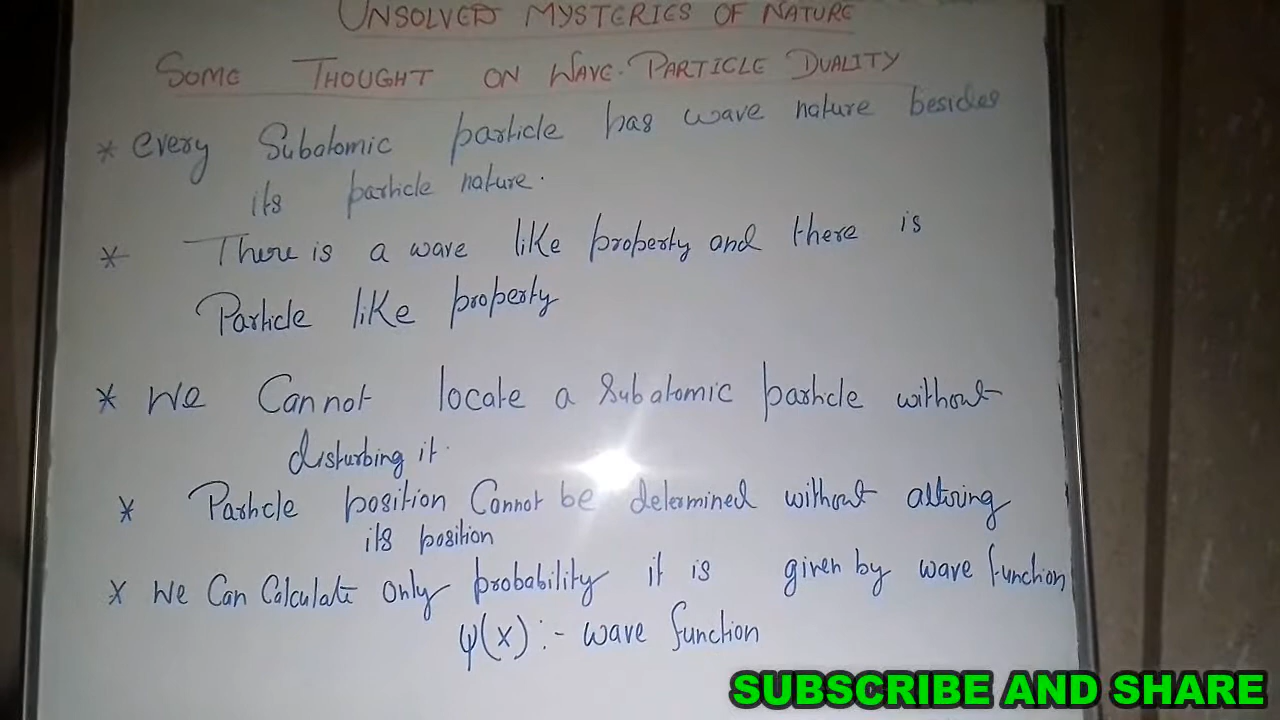 UNSOLVED MYSTERIES OF NATURE
SOME THOUGHT ON WAVE-PARTICLE DUALITY
* every Subatomic particle has wave nature besides
its particle nature.
* There is a wave like property and there is
Particle like property
* We Cannot locate a Subatomic particle without
disturbing it.
* Particle position Cannot be determined without altering
its position
* We Can Calculate only probability it is given by wave function
ψ(x) :- wave function
SUBSCRIBE AND SHARE